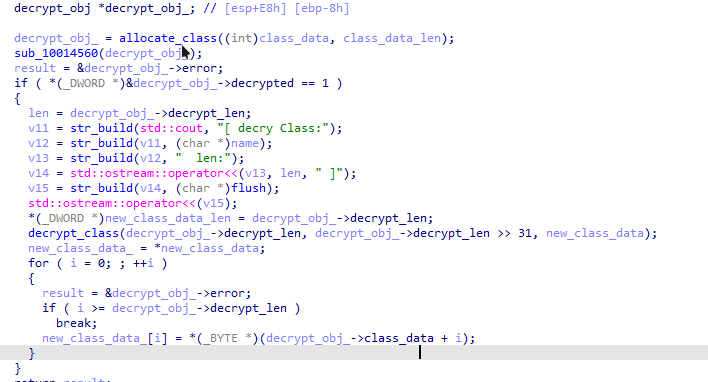 decrypt_obj *decrypt_obj_; // [esp+E8h] [ebp-8h]
decrypt_obj_ = allocate_class((int)class_data, class_data_len);
sub_10014560(decrypt_obj_);
result = &decrypt_obj_->error;
if ( *(_DWORD *)&decrypt_obj_->decrypted == 1 )
{
len = decrypt_obj_->decrypt_len;
v11 = str_build(std::cout, "[ decry Class:");
v12 = str_build(v11, (char *)name);
v13 = str_build(v12, "  len:");
v14 = std::ostream::operator<<(v13, len, " ]");
v15 = str_build(v14, (char *)flush);
std::ostream::operator<<(v15);
*(_DWORD *)new_class_data_len = decrypt_obj_->decrypt_len;
decrypt_class(decrypt_obj_->decrypt_len, decrypt_obj_->decrypt_len >> 31, new_class_data);
new_class_data_ = *new_class_data;
for ( i = 0; ; ++i )
{
result = &decrypt_obj_->error;
if ( i >= decrypt_obj_->decrypt_len )
break;
new_class_data_[i] = *(_BYTE *)(decrypt_obj_->class_data + i);
}
}
return result;